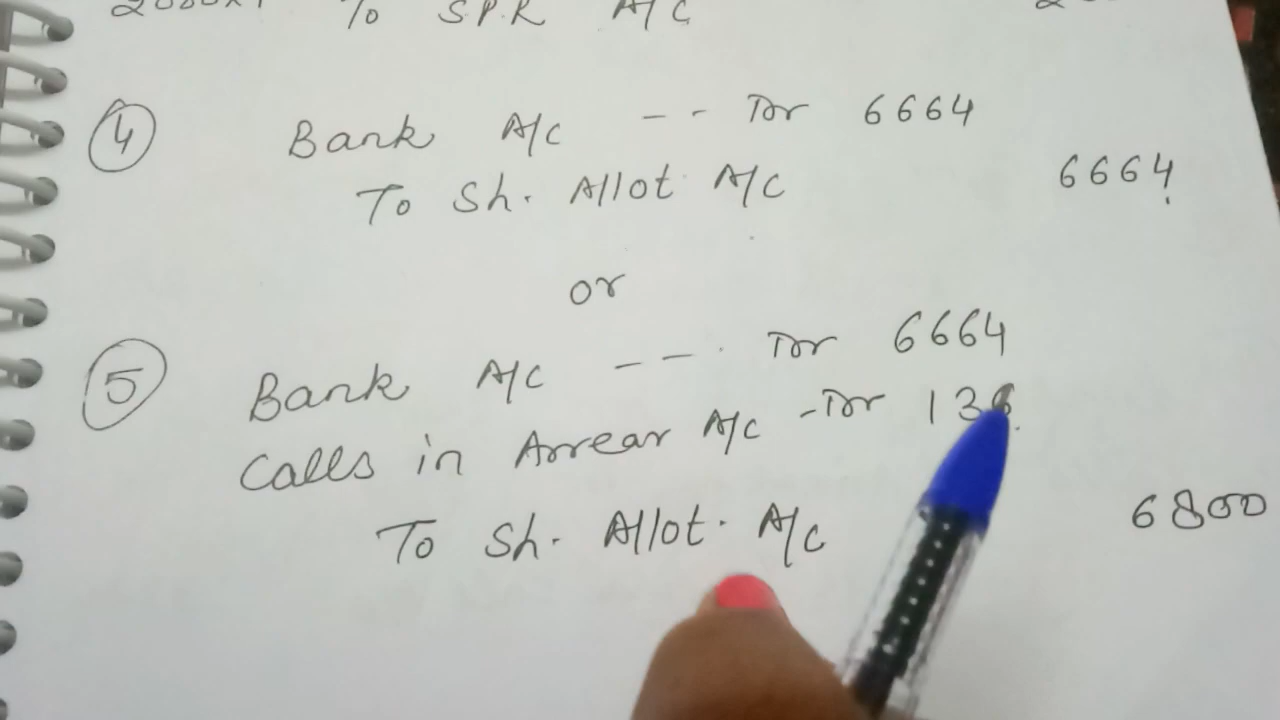 To S.P.R A/C
4 Bank A/C -- Dr 6664
To Sh. Allot A/C 6664
or
5 Bank A/C --. Dr 6664
Calls in Arrear A/C - Dr
To Sh. Allot. A/C 6800